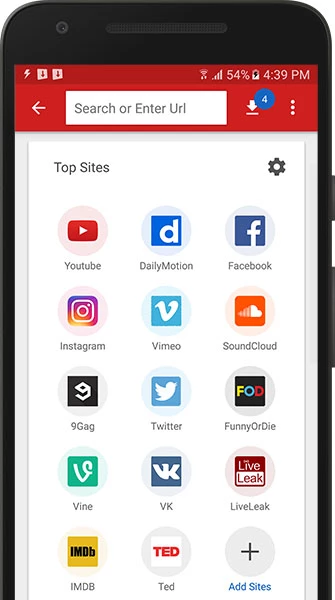 54% 4:39 PM
Search or Enter Url
4
Top Sites
d
f
Youtube
DailyMotion
Facebook
Instagram
Vimeo
SoundCloud
9
FOD
9Gag
Twitter
FunnyOrDie
Live
Leak
Vine
VK
LiveLeak
IMDb
TED
IMDB
Ted
Add Sites